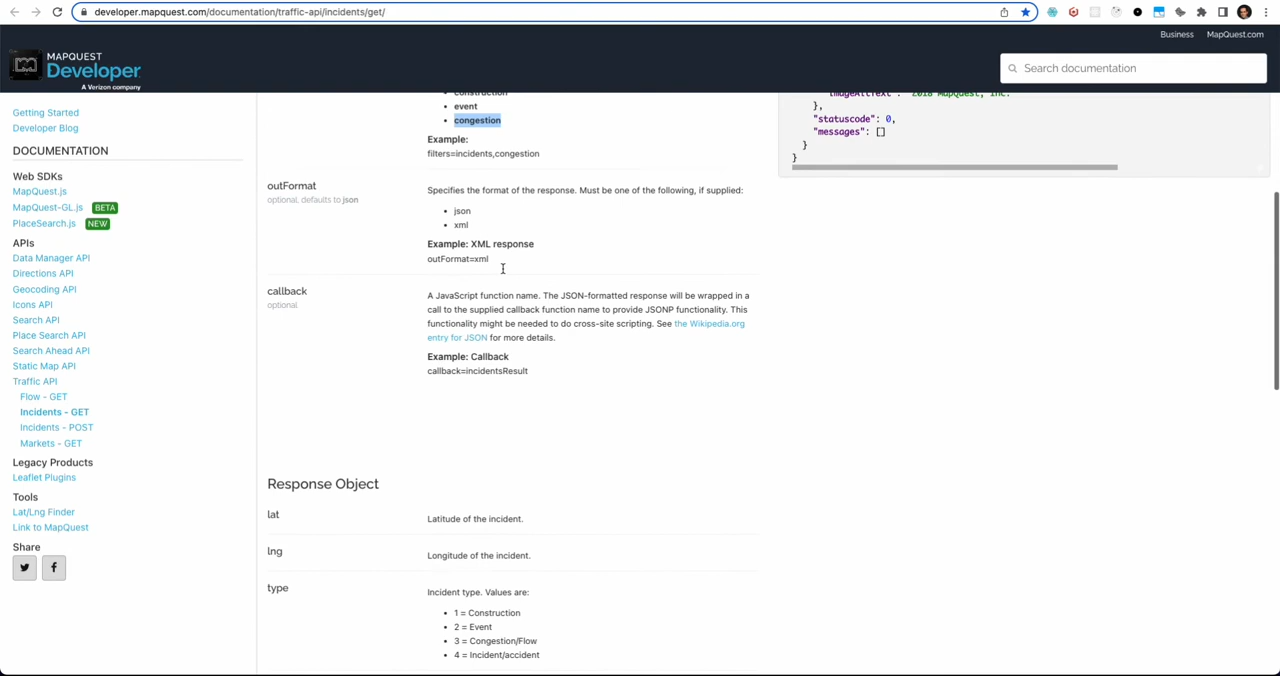 developer.mapquest.com/documentation/traffic-api/incidents/get/
Business
MapQuest.com
MAPQUEST
Developer
A Verizon company
Search documentation
Getting Started
Developer Blog
DOCUMENTATION
Web SDKs
MapQuest.js
MapQuest-GL.js BETA
PlaceSearch.js NEW
APIs
Data Manager API
Directions API
Geocoding API
Icons API
Search API
Place Search API
Search Ahead API
Static Map API
Traffic API
Flow - GET
Incidents - GET
Incidents - POST
Markets - GET
Legacy Products
Leaflet Plugins
Tools
Lat/Lng Finder
Link to MapQuest
Share
construction
event
congestion
Example:
filters=incidents,congestion
outFormat
optional. defaults to json
Specifies the format of the response. Must be one of the following, if supplied:
json
xml
Example: XML response
outFormat=xml
callback
optional
A JavaScript function name. The JSON-formatted response will be wrapped in a
call to the supplied callback function name to provide JSONP functionality. This
functionality might be needed to do cross-site scripting. See the Wikipedia.org
entry for JSON for more details.
Example: Callback
callback=incidentsResult
Response Object
lat
Latitude of the incident.
lng
Longitude of the incident.
type
Incident type. Values are:
1 = Construction
2 = Event
3 = Congestion/Flow
4 = Incident/accident
"imageAltText": "2018 MapQuest, Inc."
},
"statuscode": 0,
"messages": []
}
}